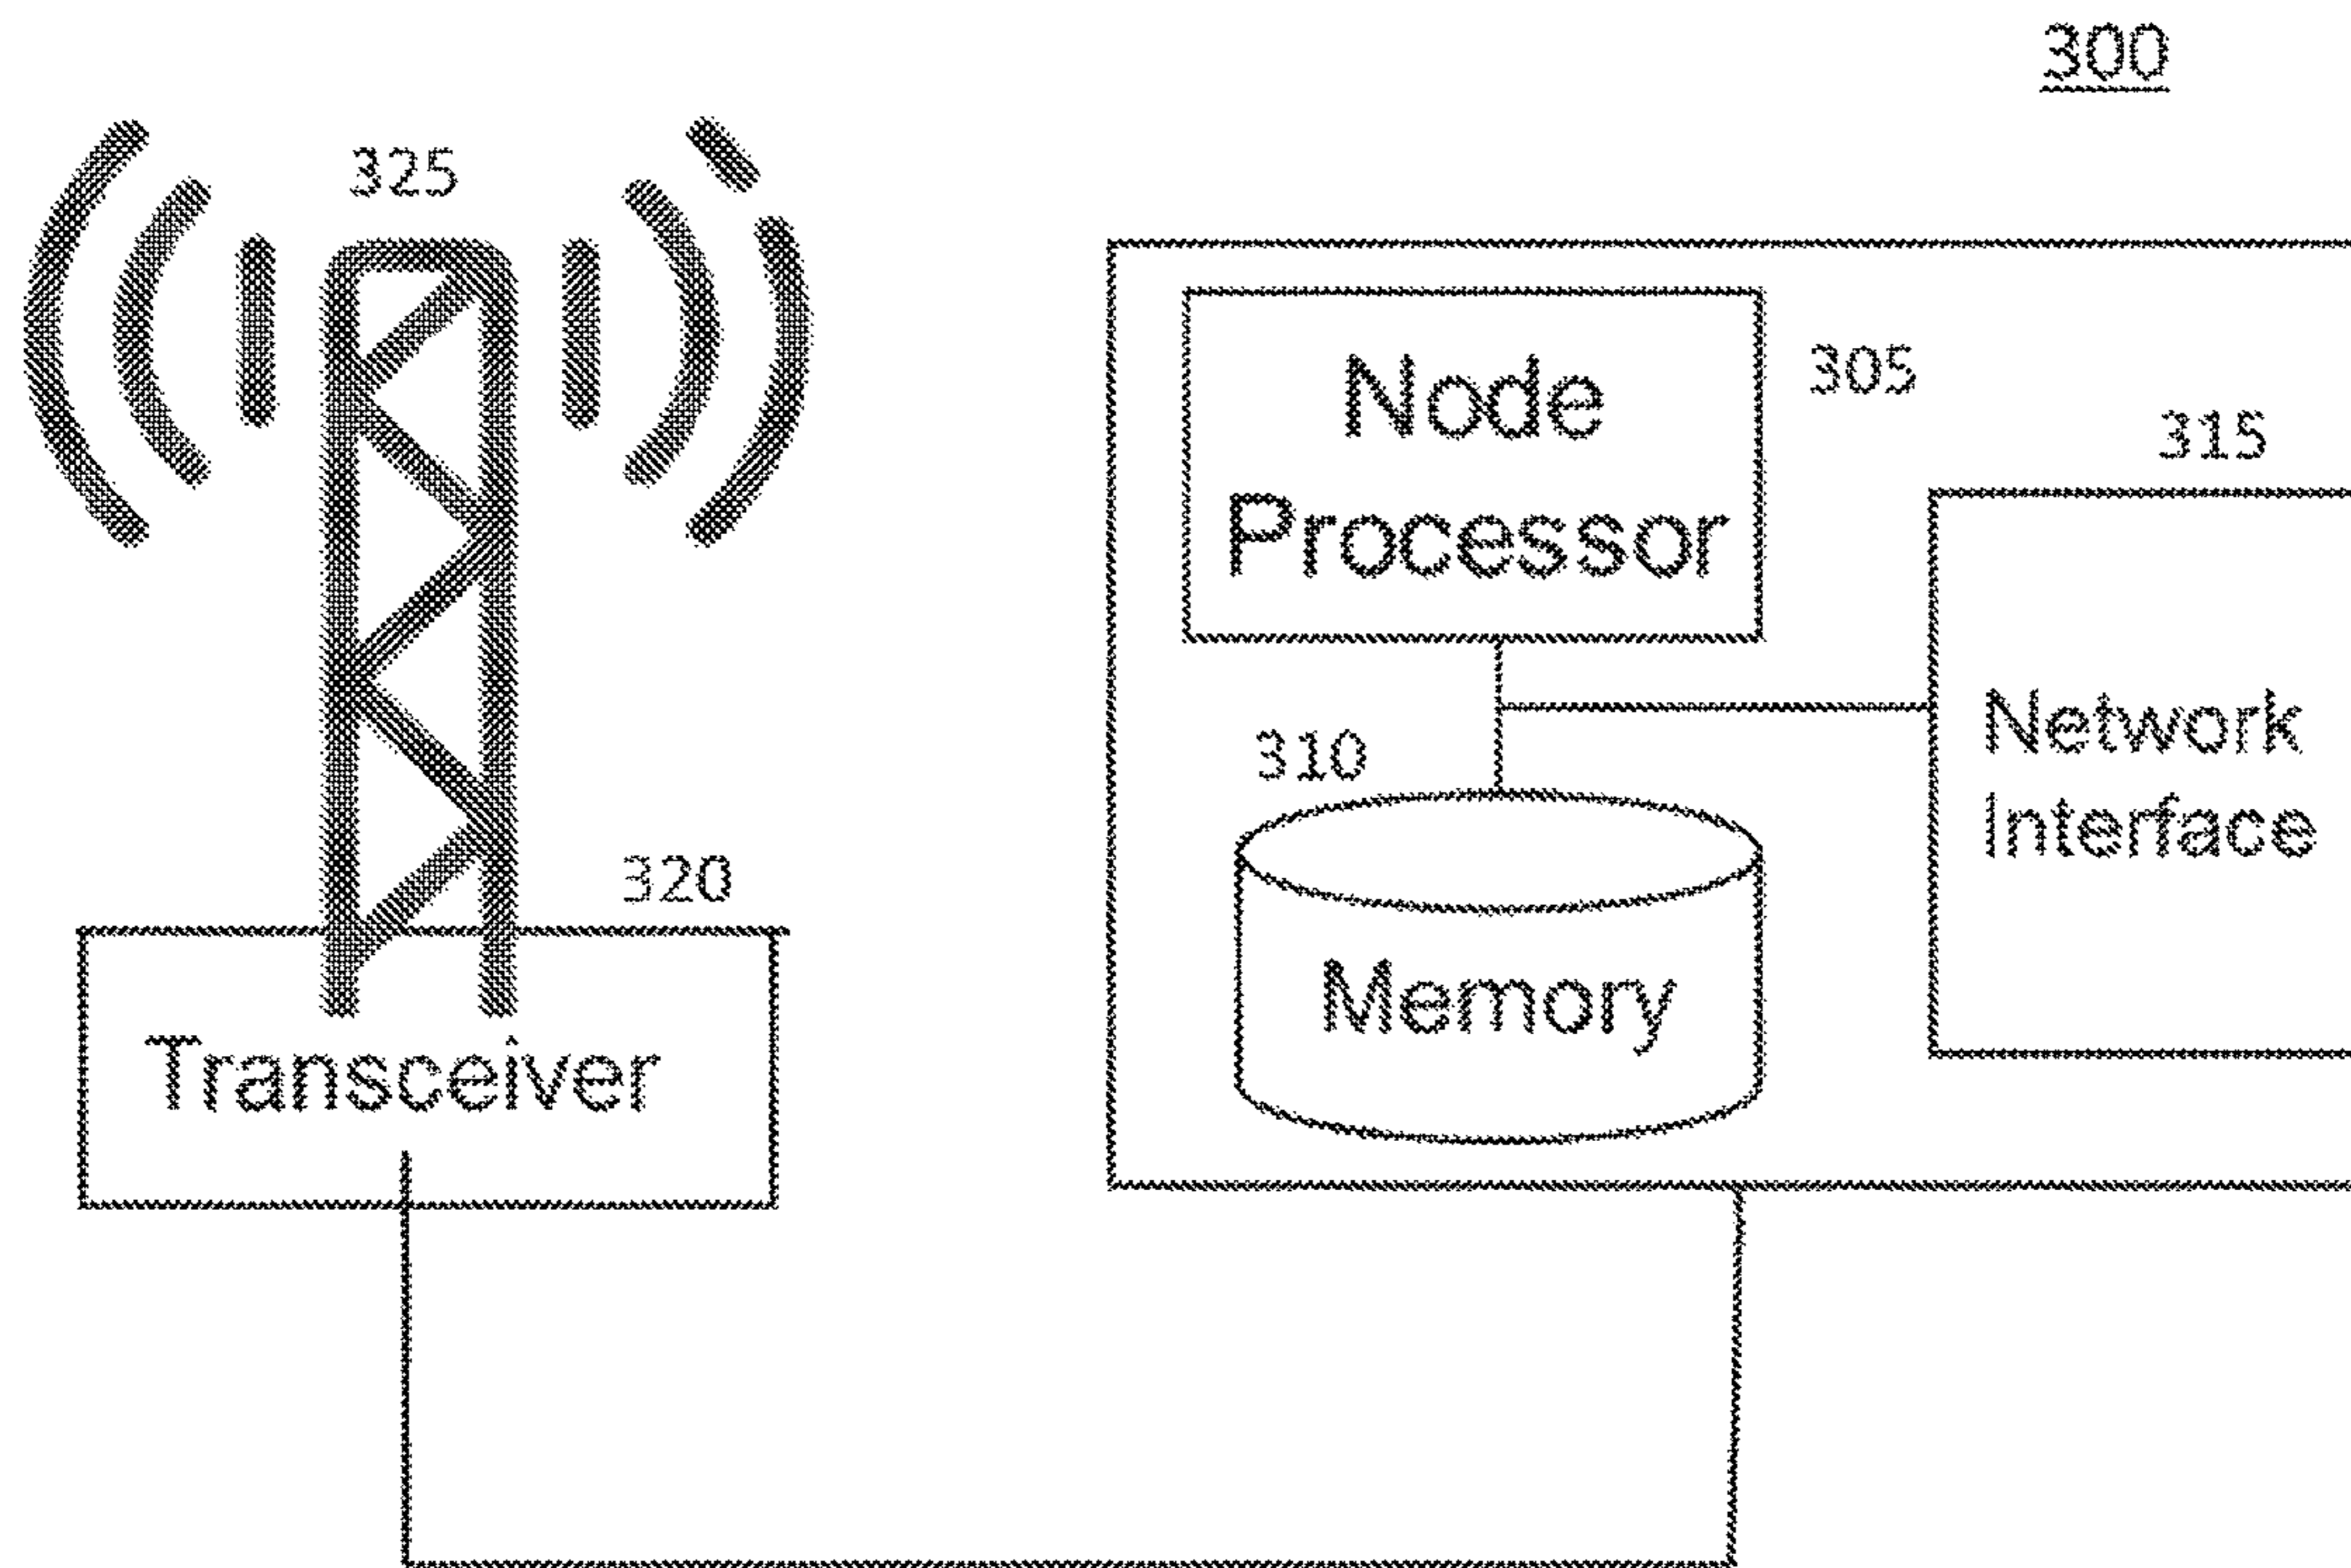 300
325
305
Node
Processor
315
Network
Interface
310
Memory
320
Transceiver